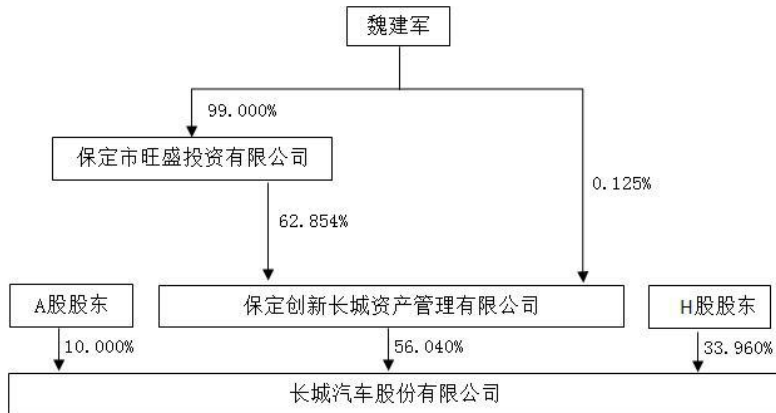 魏建军
99.000%
保定市旺盛投资有限公司
0.125%
62.854%
A股股东
保定创新长城资产管理有限公司
H股股东
10.000%
56.040%
33.960%
长城汽车股份有限公司